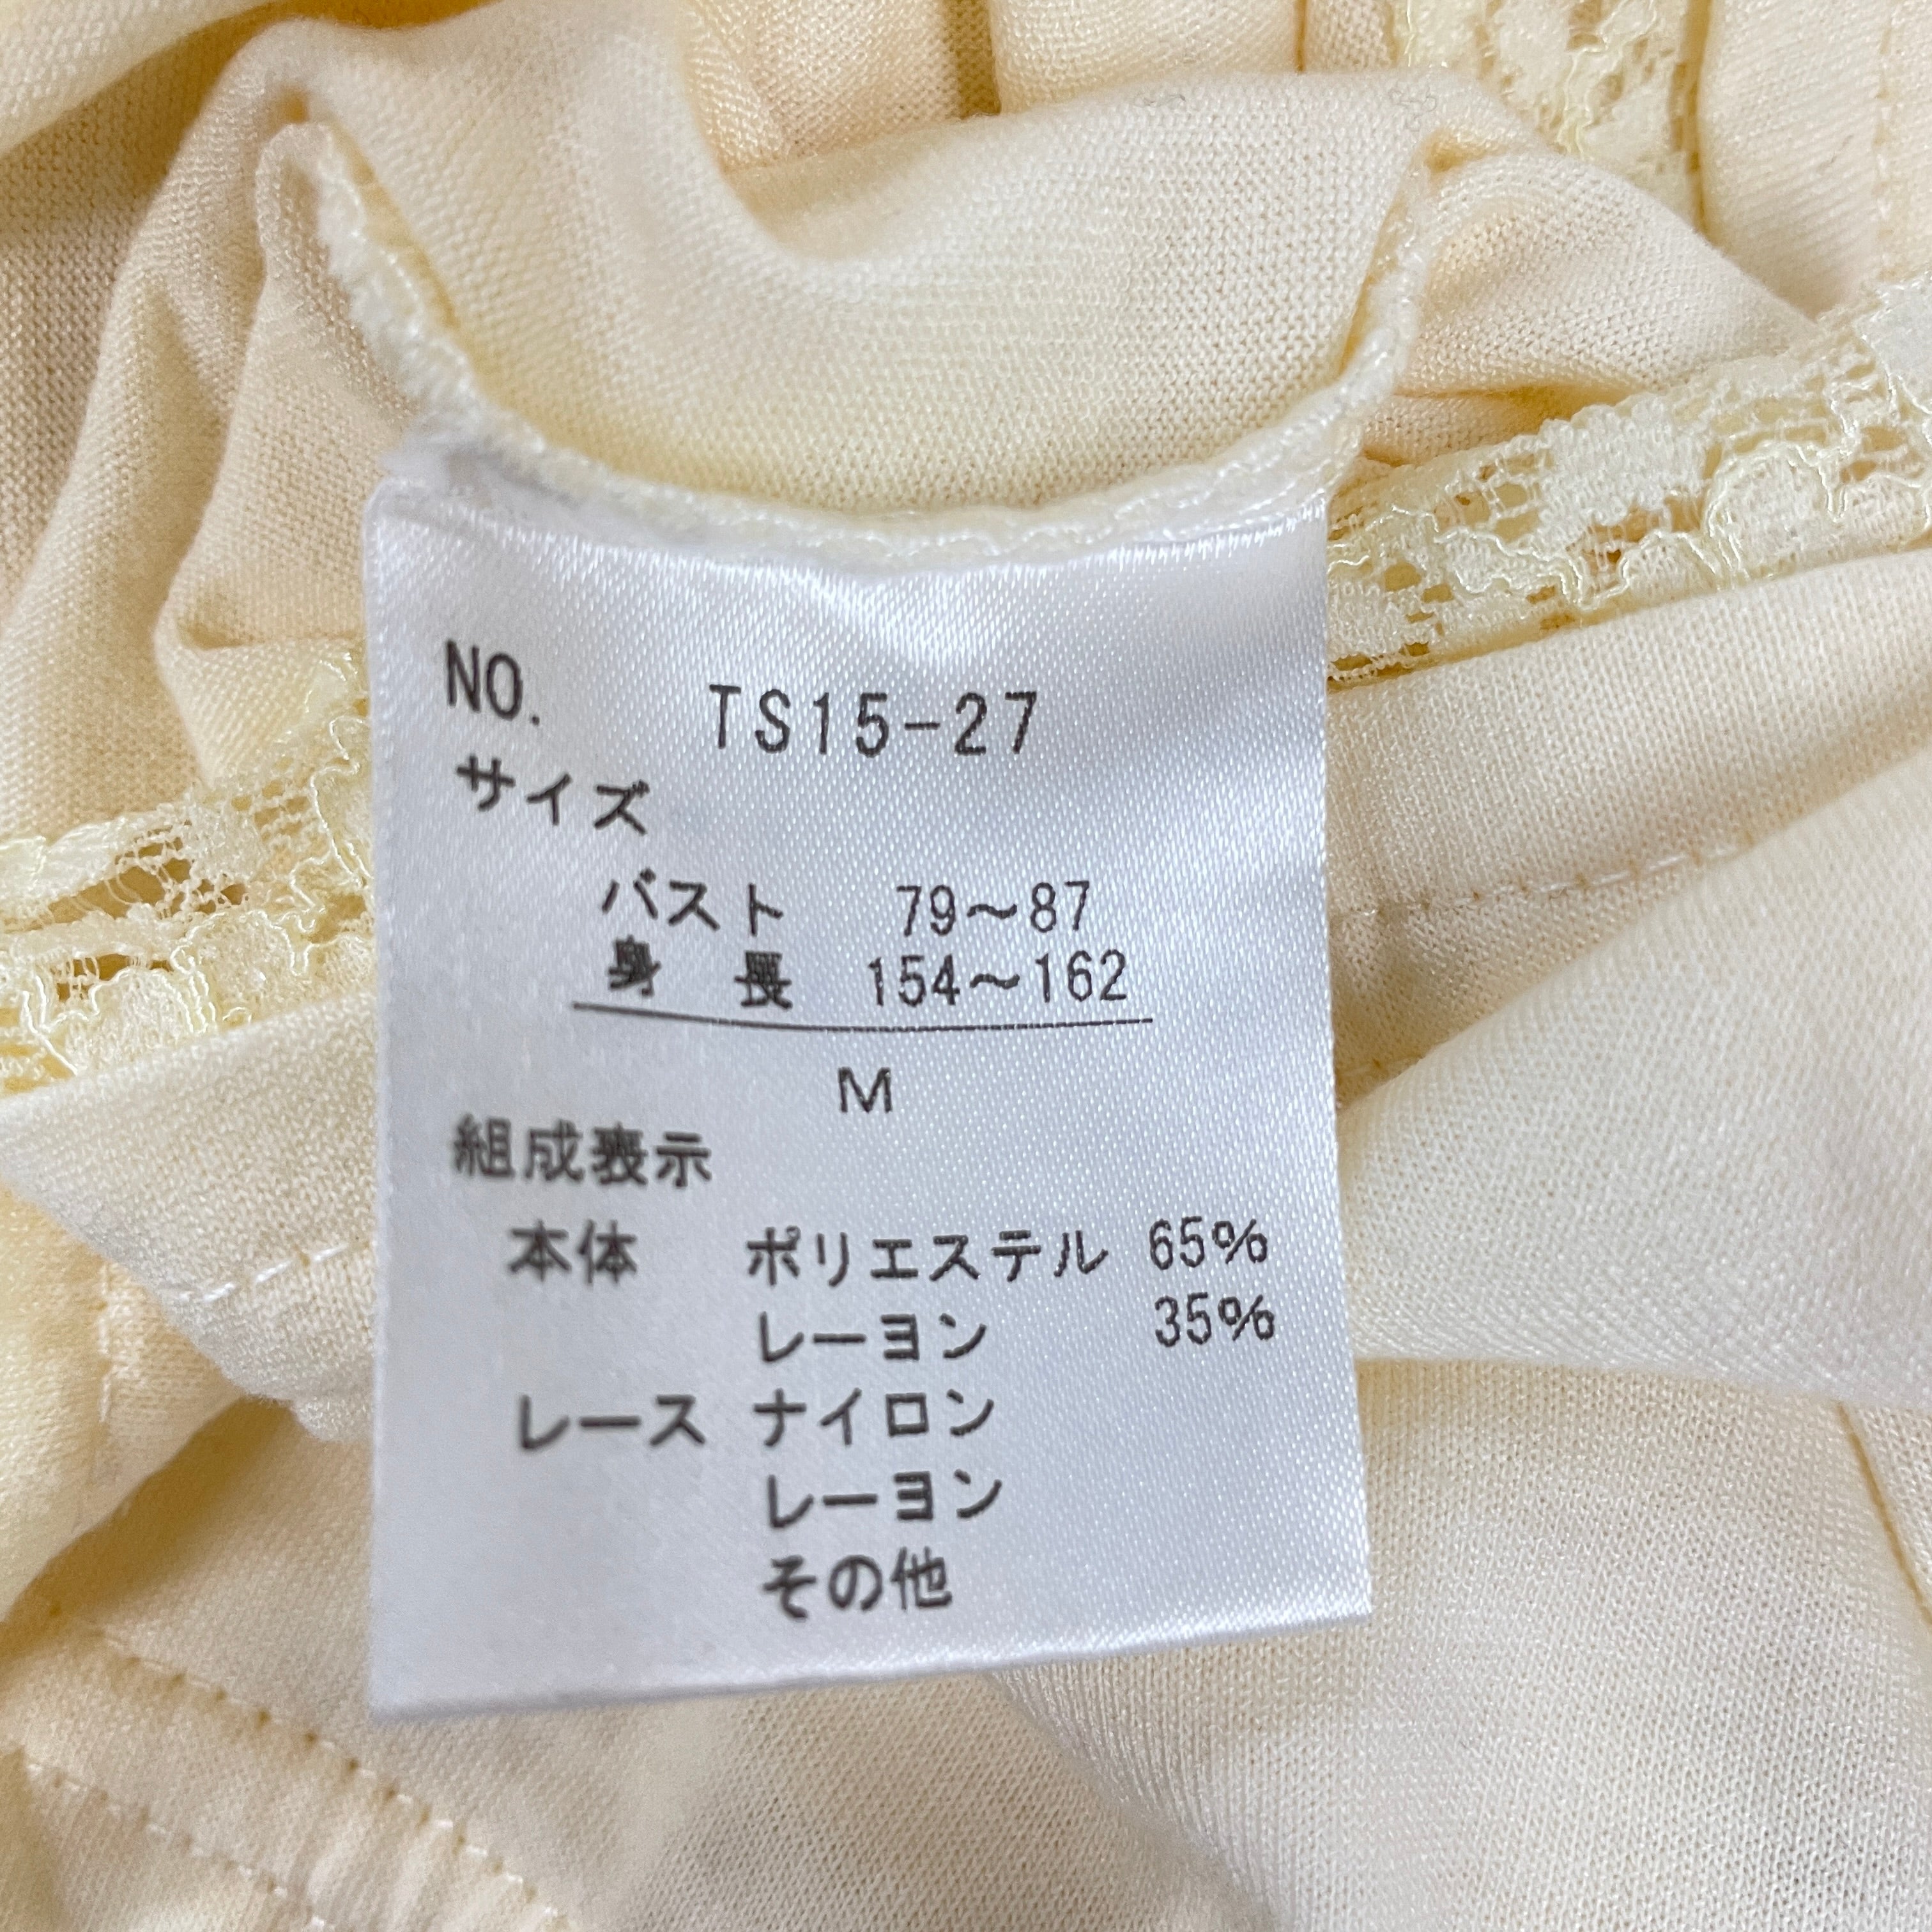 NO. TS15-27
サイズ
バスト 79～87
身長 154～162
M
組成表示
本体 ポリエステル 65%
レーヨン 35%
レース ナイロン
レーヨン
その他